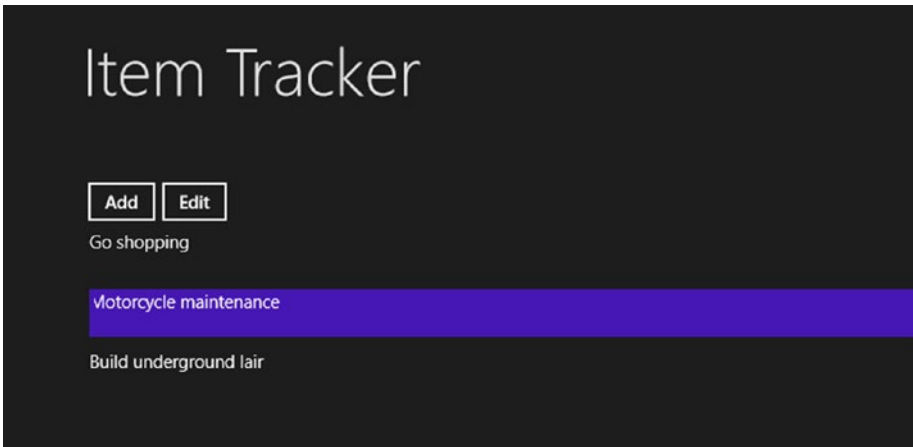 Item Tracker
Add Edit
Go shopping
Motorcycle maintenance
Build underground lair